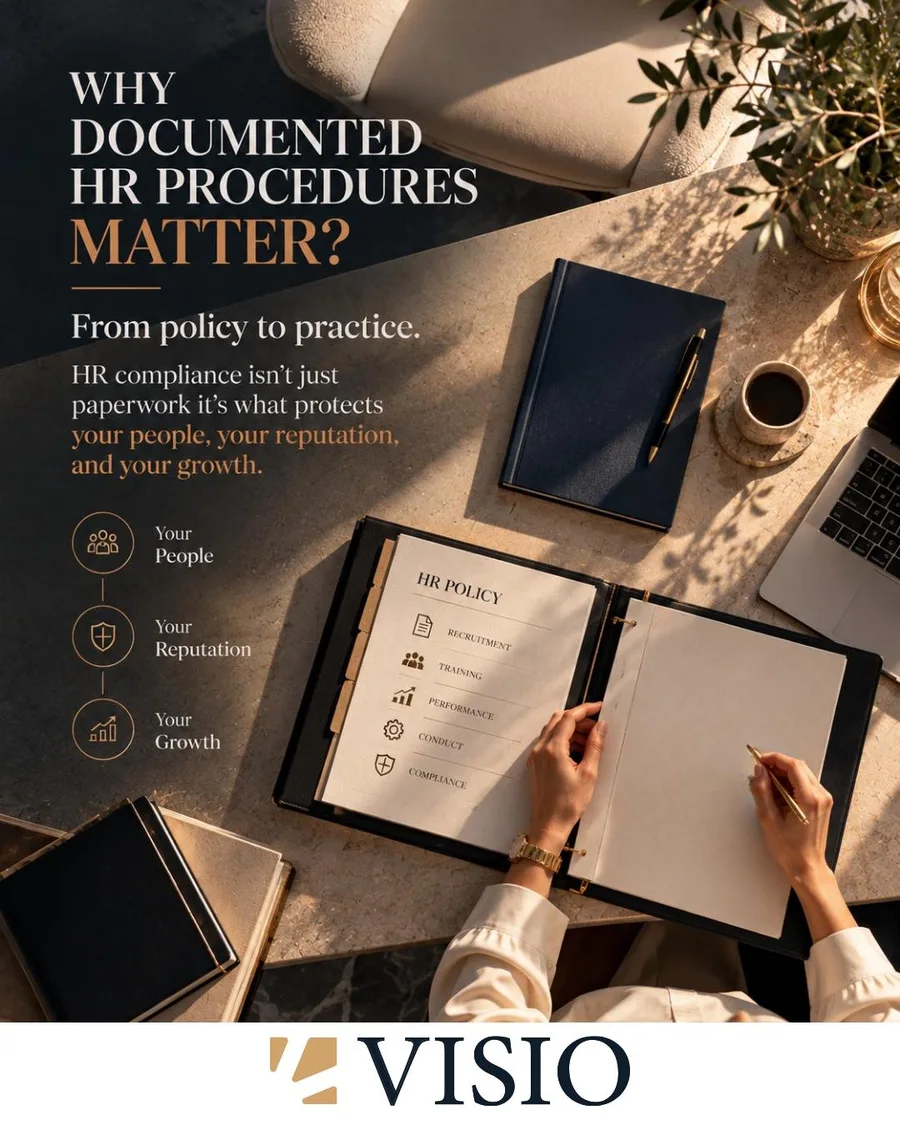 WHY
DOCUMENTED
HR PROCEDURES
MATTER?
From policy to practice.
HR compliance isn't just
paperwork it's what protects
your people, your reputation,
and your growth.
Your
People
Your
Reputation
Your
Growth
HR POLICY
RECRUITMENT
TRAINING
PERFORMANCE
CONDUCT
COMPLIANCE
VISIO